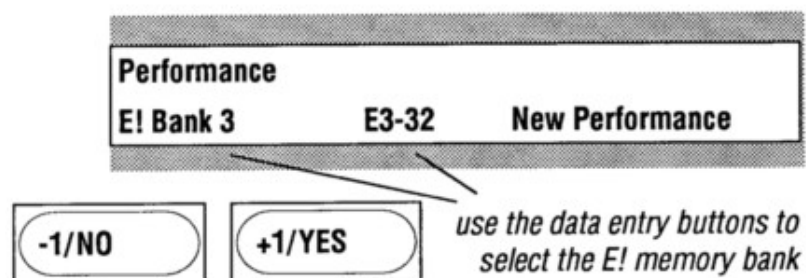 Performance
E! Bank 3 E3-32 New Performance
-1/NO +1/YES use the data entry buttons to
select the E! memory bank